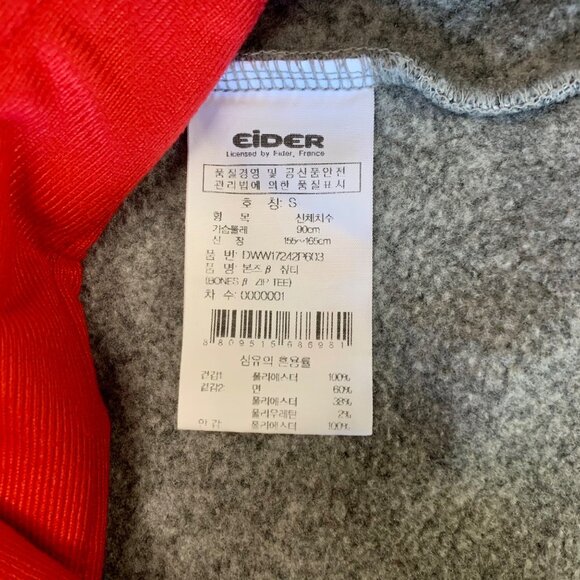 EiDER
Licensed by Eider, France
품질경영 및 공산품안전
관리법에 의한 품질표시
호 칭: S
항 목 신체치수
가슴둘레 90cm
신 장 155~165cm
품 번: DWW17242P603
품 명: 본즈β 짚티
(BONES β ZIP TEE)
차 수: 0000001
8809515686981
섬유의 혼용률
겉감1 폴리에스터 100%
겉감2: 면 60%
폴리에스터 38%
폴리우레탄 2%
안 감 폴리에스터 100%